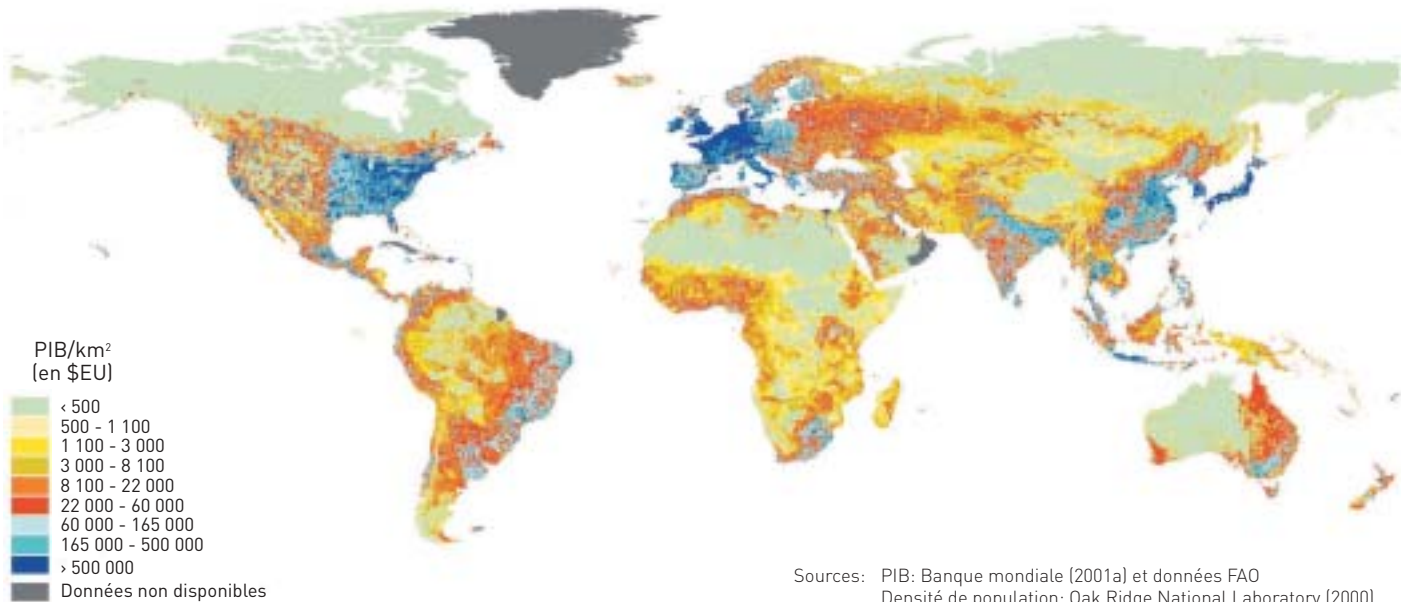 PIB/km²
(en $EU)
‹ 500
500 - 1 100
1 100 - 3 000
3 000 - 8 100
8 100 - 22 000
22 000 - 60 000
60 000 - 165 000
165 000 - 500 000
› 500 000
Données non disponibles
Sources: PIB: Banque mondiale (2001a) et données FAO
Densité de population: Oak Ridge National Laboratory (2000)